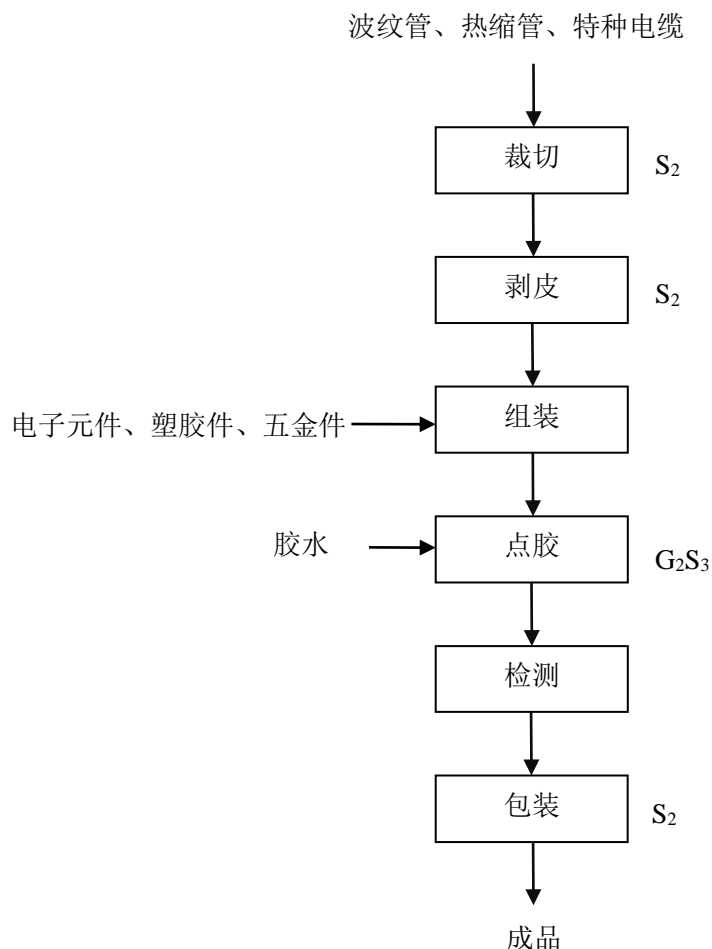 波纹管、热缩管、特种电缆
裁切
S₂
剥皮
S₂
电子元件、塑胶件、五金件
组装
胶水
点胶
G₂S₃
检测
包装
S₂
成品